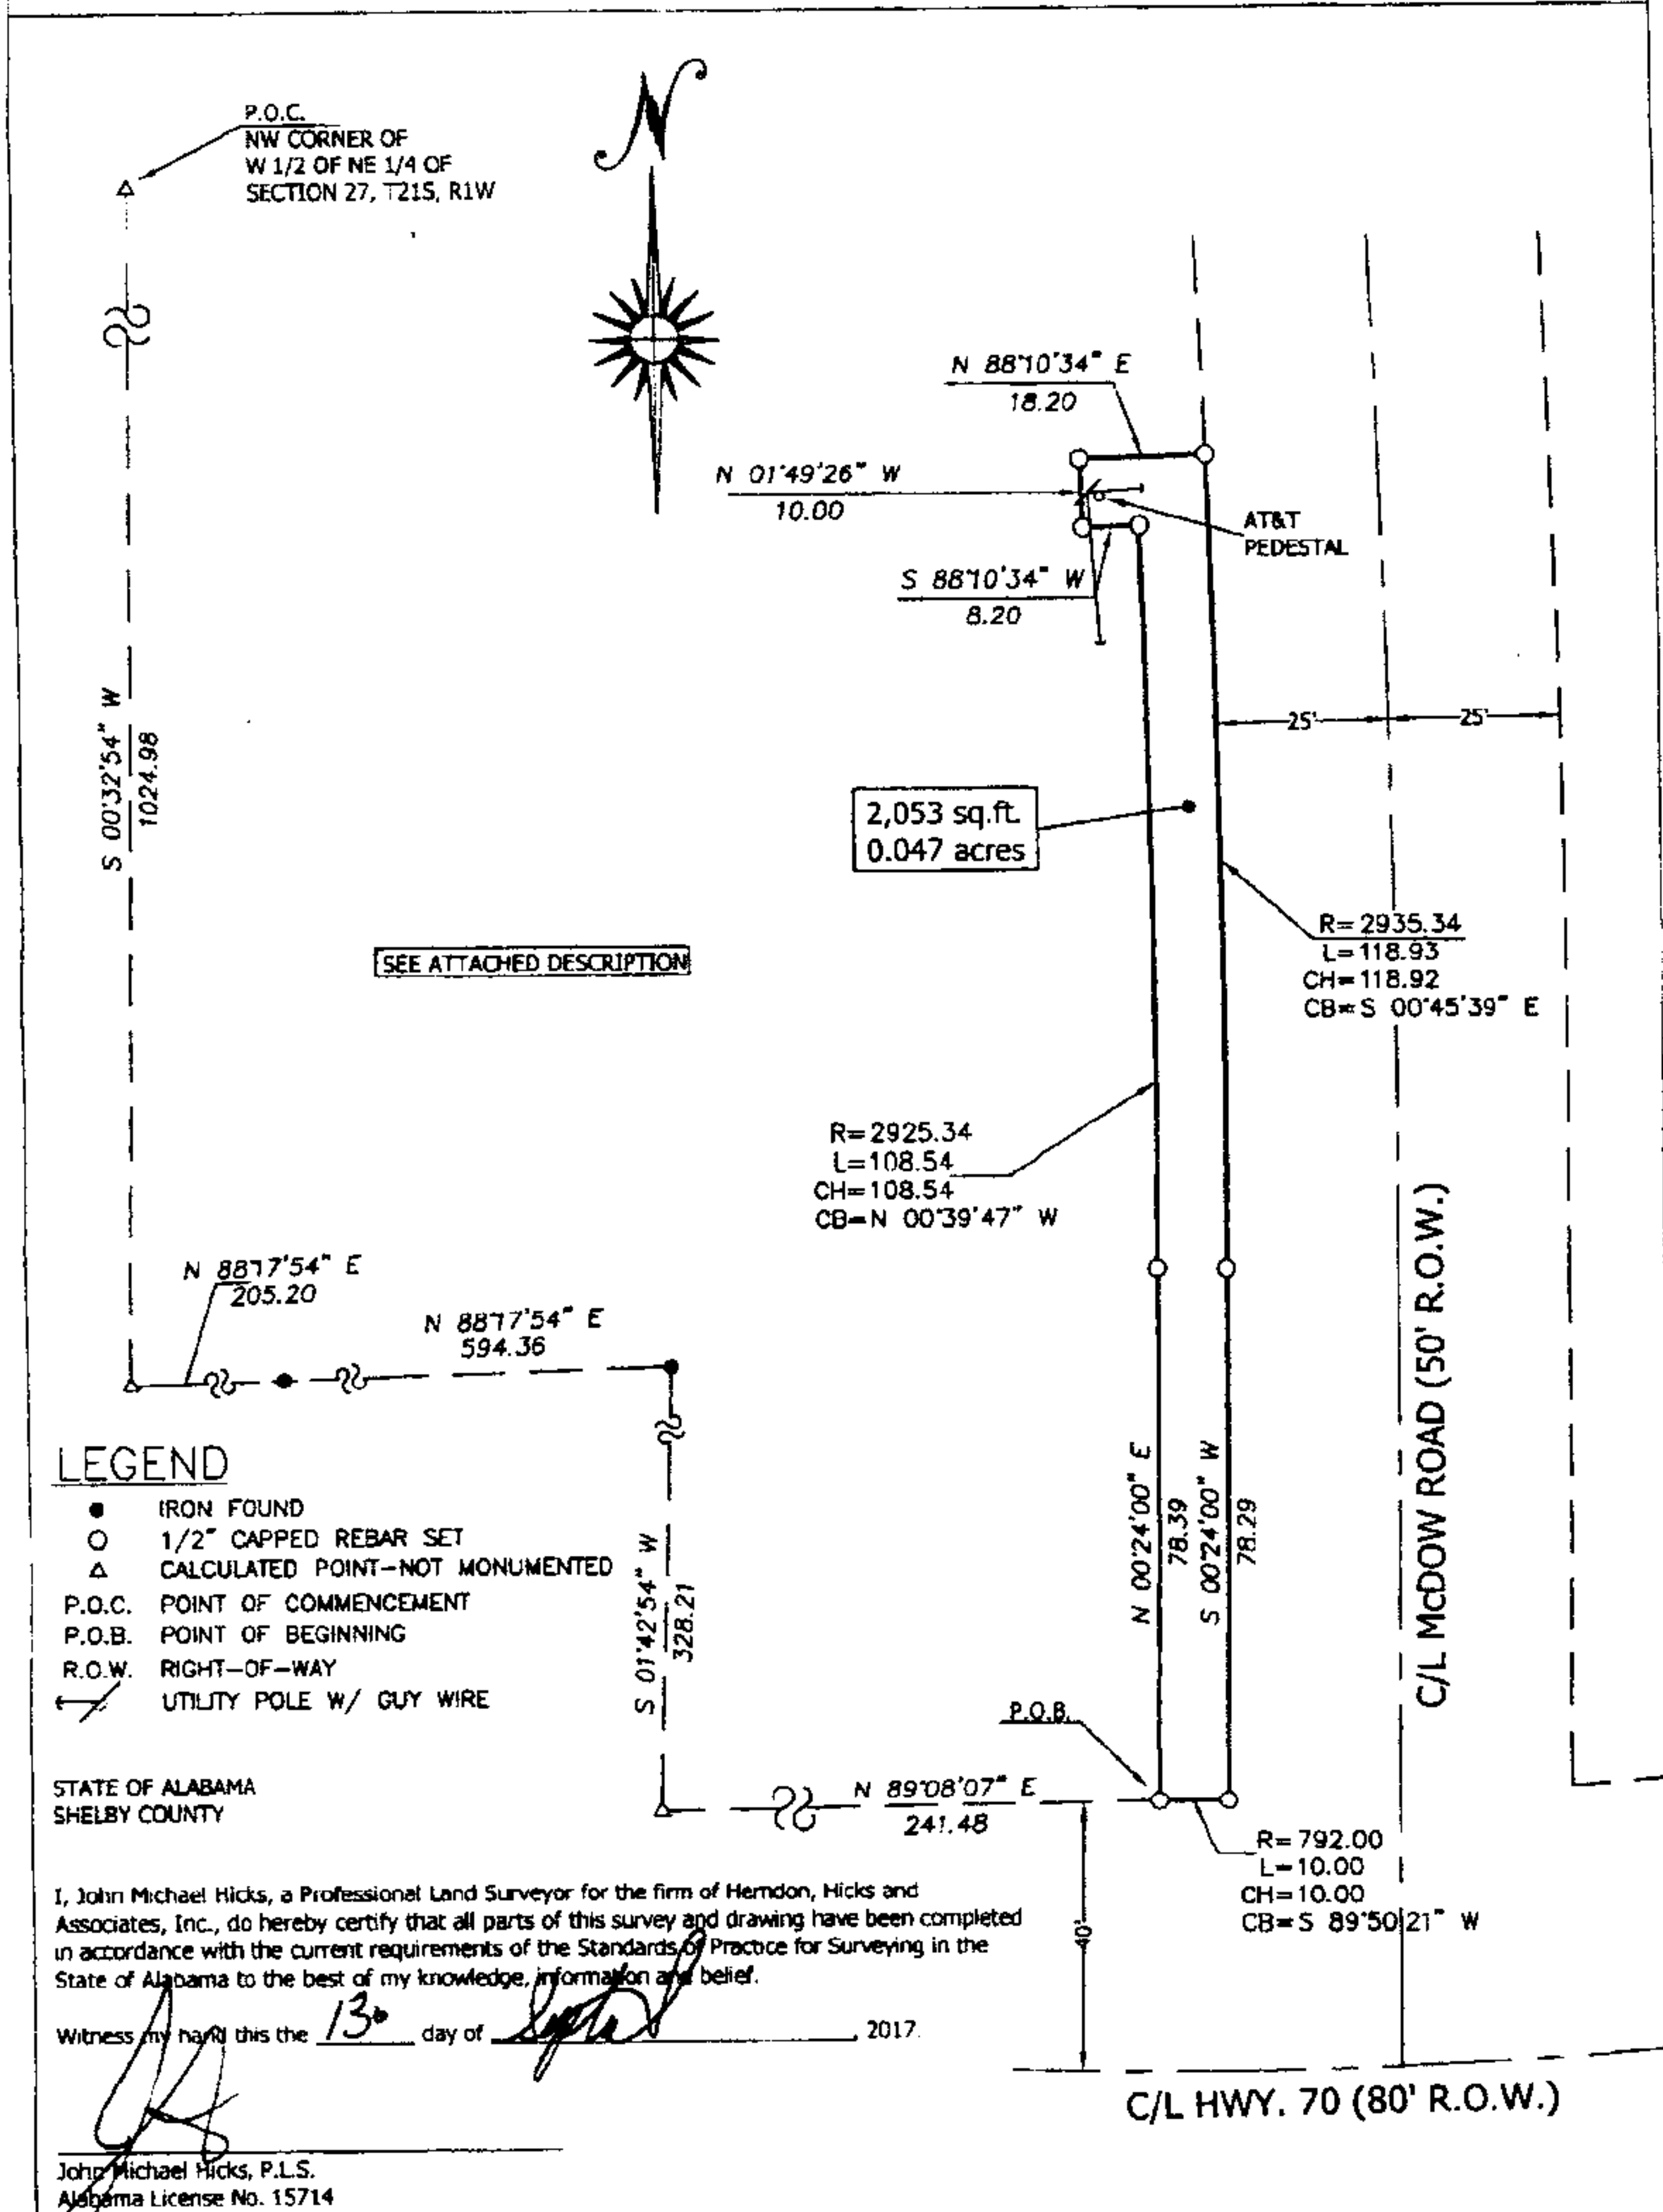 P.O.C.
NW CORNER OF
W 1/2 OF NE 1/4 OF
SECTION 27, T21S, R1W
N
N 88°10'34" E
18.20
N 01°49'26" W
10.00
AT&T
PEDESTAL
S 88°10'34" W
8.20
S 00°32'54" W
1024.98
25'
25'
2,053 sq.ft.
0.047 acres
R=2935.34
L=118.93
CH=118.92
CB=S 00°45'39" E
SEE ATTACHED DESCRIPTION
R=2925.34
L=108.54
CH=108.54
CB=N 00°39'47" W
N 88°17'54" E
205.20
N 88°17'54" E
594.36
C/L McDOW ROAD (50' R.O.W.)
LEGEND
IRON FOUND
1/2" CAPPED REBAR SET
CALCULATED POINT-NOT MONUMENTED
P.O.C. POINT OF COMMENCEMENT
P.O.B. POINT OF BEGINNING
R.O.W. RIGHT-OF-WAY
UTILITY POLE W/ GUY WIRE
S 01°42'54" W
328.21
N 00°24'00" E
78.39
S 00°24'00" W
78.29
P.O.B.
STATE OF ALABAMA
SHELBY COUNTY
N 89°08'07" E
241.48
R=792.00
L=10.00
CH=10.00
CB=S 89°50'21" W
40'
I, John Michael Hicks, a Professional Land Surveyor for the firm of Herndon, Hicks and
Associates, Inc., do hereby certify that all parts of this survey and drawing have been completed
in accordance with the current requirements of the Standards of Practice for Surveying in the
State of Alabama to the best of my knowledge, information and belief.
Witness my hand this the 13 day of 2017.
C/L HWY. 70 (80' R.O.W.)
John Michael Hicks, P.L.S.
Alabama License No. 15714